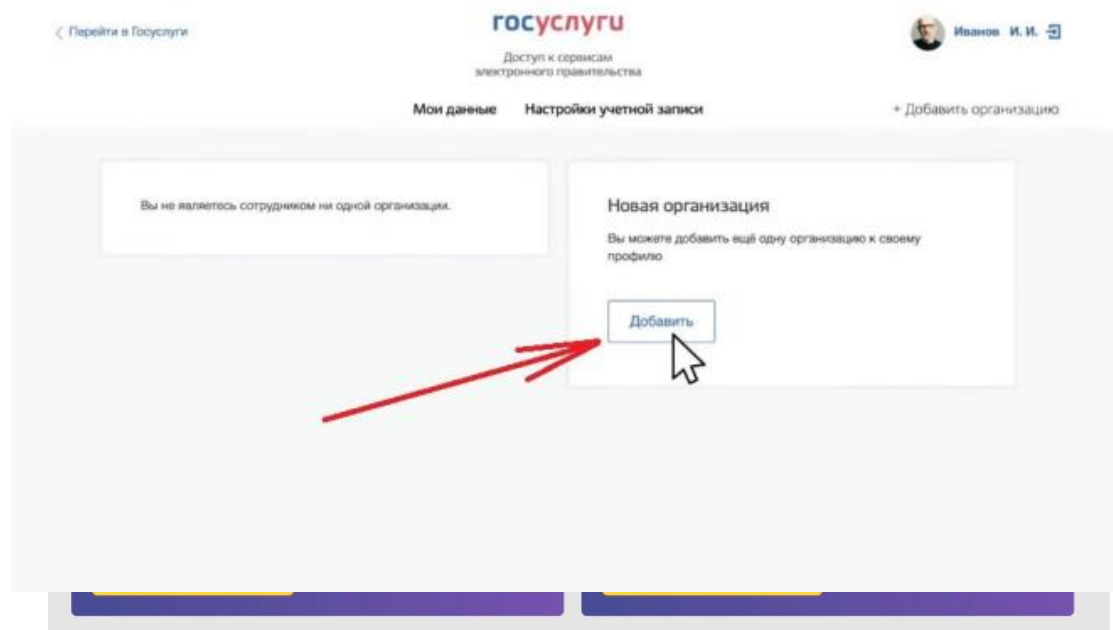 Перейти в Госуслуги
госуслуги
Иванов И. И.
Доступ к сервисам
электронного правительства
Мои данные
Настройки учетной записи
+ Добавить организацию
Вы не являетесь сотрудником ни одной организации.
Новая организация
Вы можете добавить ещё одну организацию к своему
профилю
Добавить